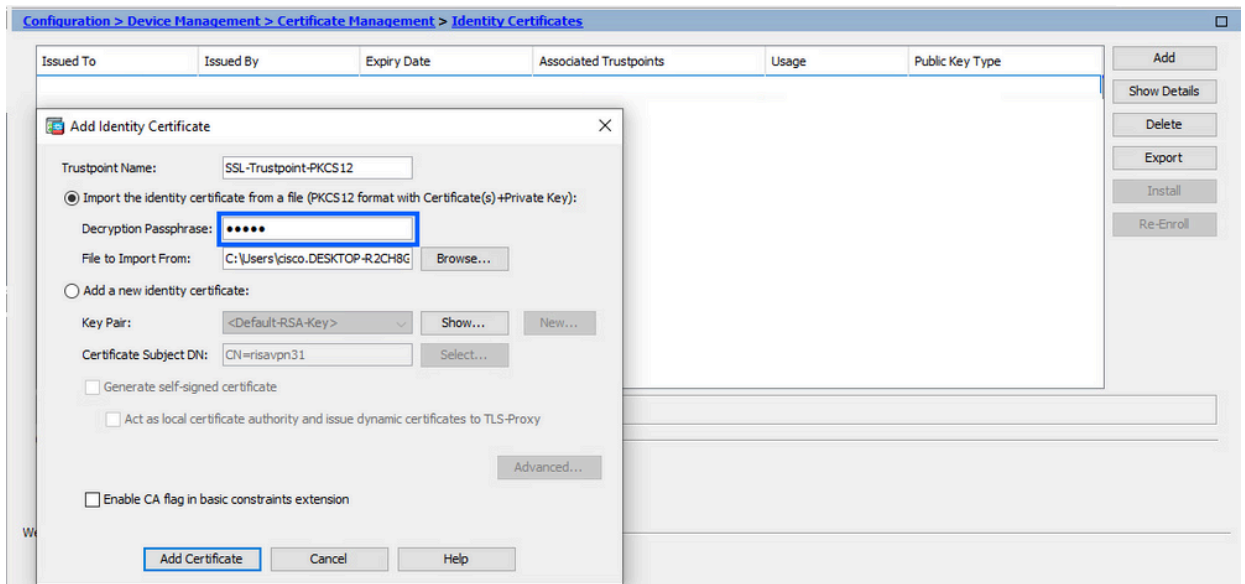 Configuration > Device Management > Certificate Management > Identity Certificates
Issued To Issued By Expiry Date Associated Trustpoints Usage Public Key Type
Add
Show Details
Delete
Export
Install
Re-Enroll
Add Identity Certificate
Trustpoint Name: SSL-Trustpoint-PKCS12
Import the identity certificate from a file (PKCS12 format with Certificate(s)+Private Key):
Decryption Passphrase: •••••
File to Import From: C:\Users\cisco.DESKTOP-R2CH8G Browse...
Add a new identity certificate:
Key Pair: <Default-RSA-Key> Show... New...
Certificate Subject DN: CN=risavpn31 Select...
Generate self-signed certificate
Act as local certificate authority and issue dynamic certificates to TLS-Proxy
Advanced...
Enable CA flag in basic constraints extension
Add Certificate Cancel Help